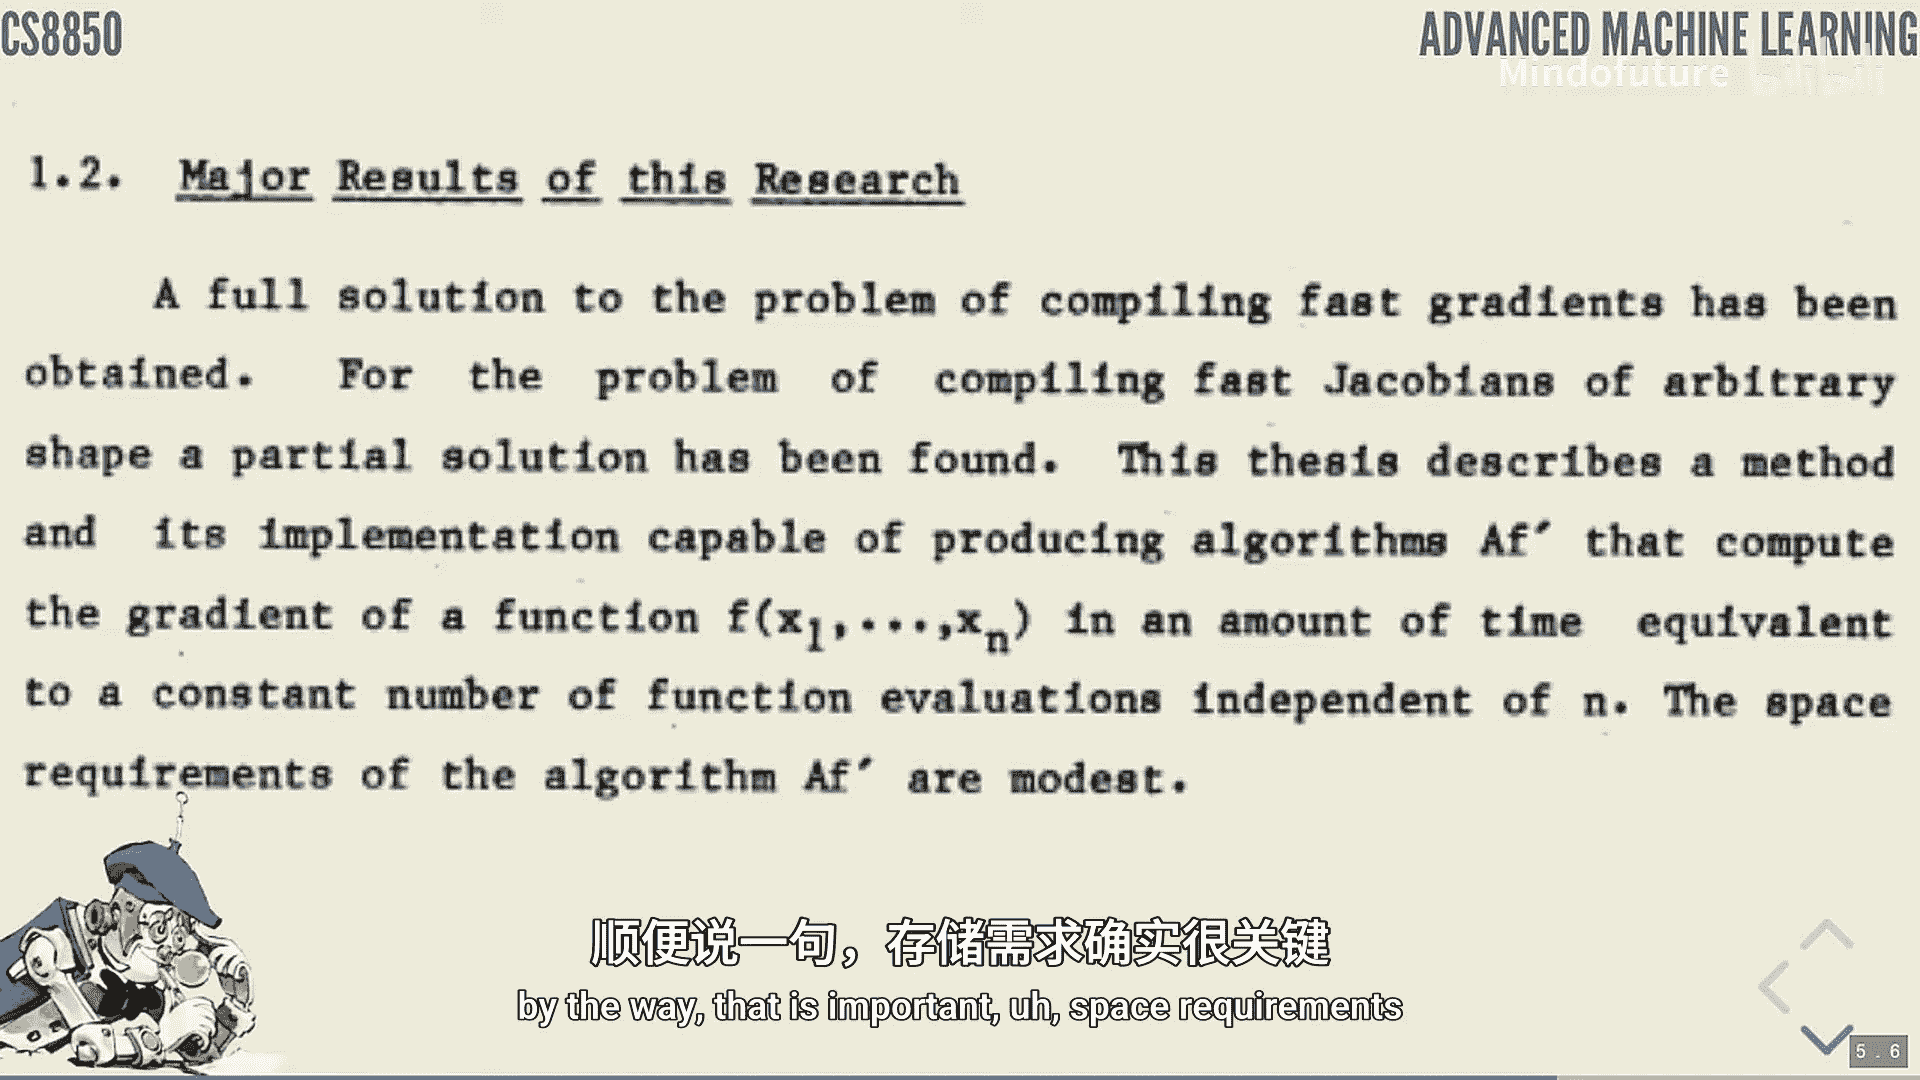 CS8850
ADVANCED MACHINE LEARNING
Mindofuture
1.2. Major Results of this Research
A full solution to the problem of compiling fast gradients has been
obtained. For the problem of compiling fast Jacobians of arbitrary
shape a partial solution has been found. This thesis describes a method
and its implementation capable of producing algorithms Af′ that compute
the gradient of a function f(x₁,...,xₙ) in an amount of time equivalent
to a constant number of function evaluations independent of n. The space
requirements of the algorithm Af′ are modest.
顺便说一句，存储需求确实很关键
by the way, that is important, uh, space requirements
5.6